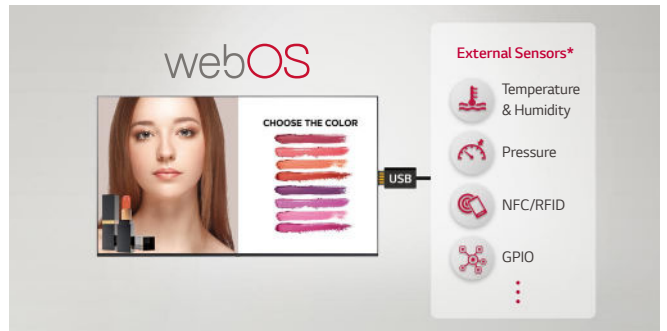 webOS
External Sensors*
CHOOSE THE COLOR
USB
Temperature
& Humidity
Pressure
NFC/RFID
GPIO